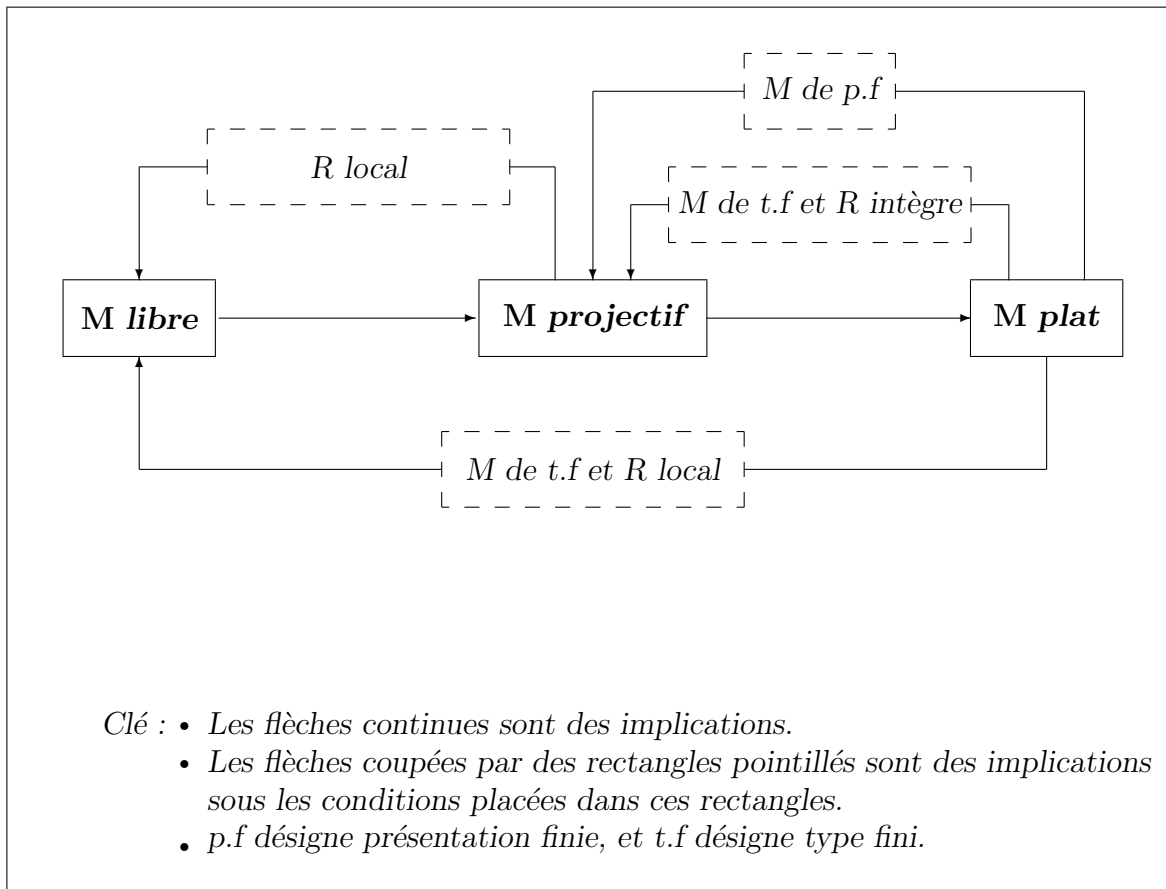 M de p.f
R local
M de t.f et R intègre
M libre
M projectif
M plat
M de t.f et R local
Clé : • Les flèches continues sont des implications.
• Les flèches coupées par des rectangles pointillés sont des implications
sous les conditions placées dans ces rectangles.
• p.f désigne présentation finie, et t.f désigne type fini.